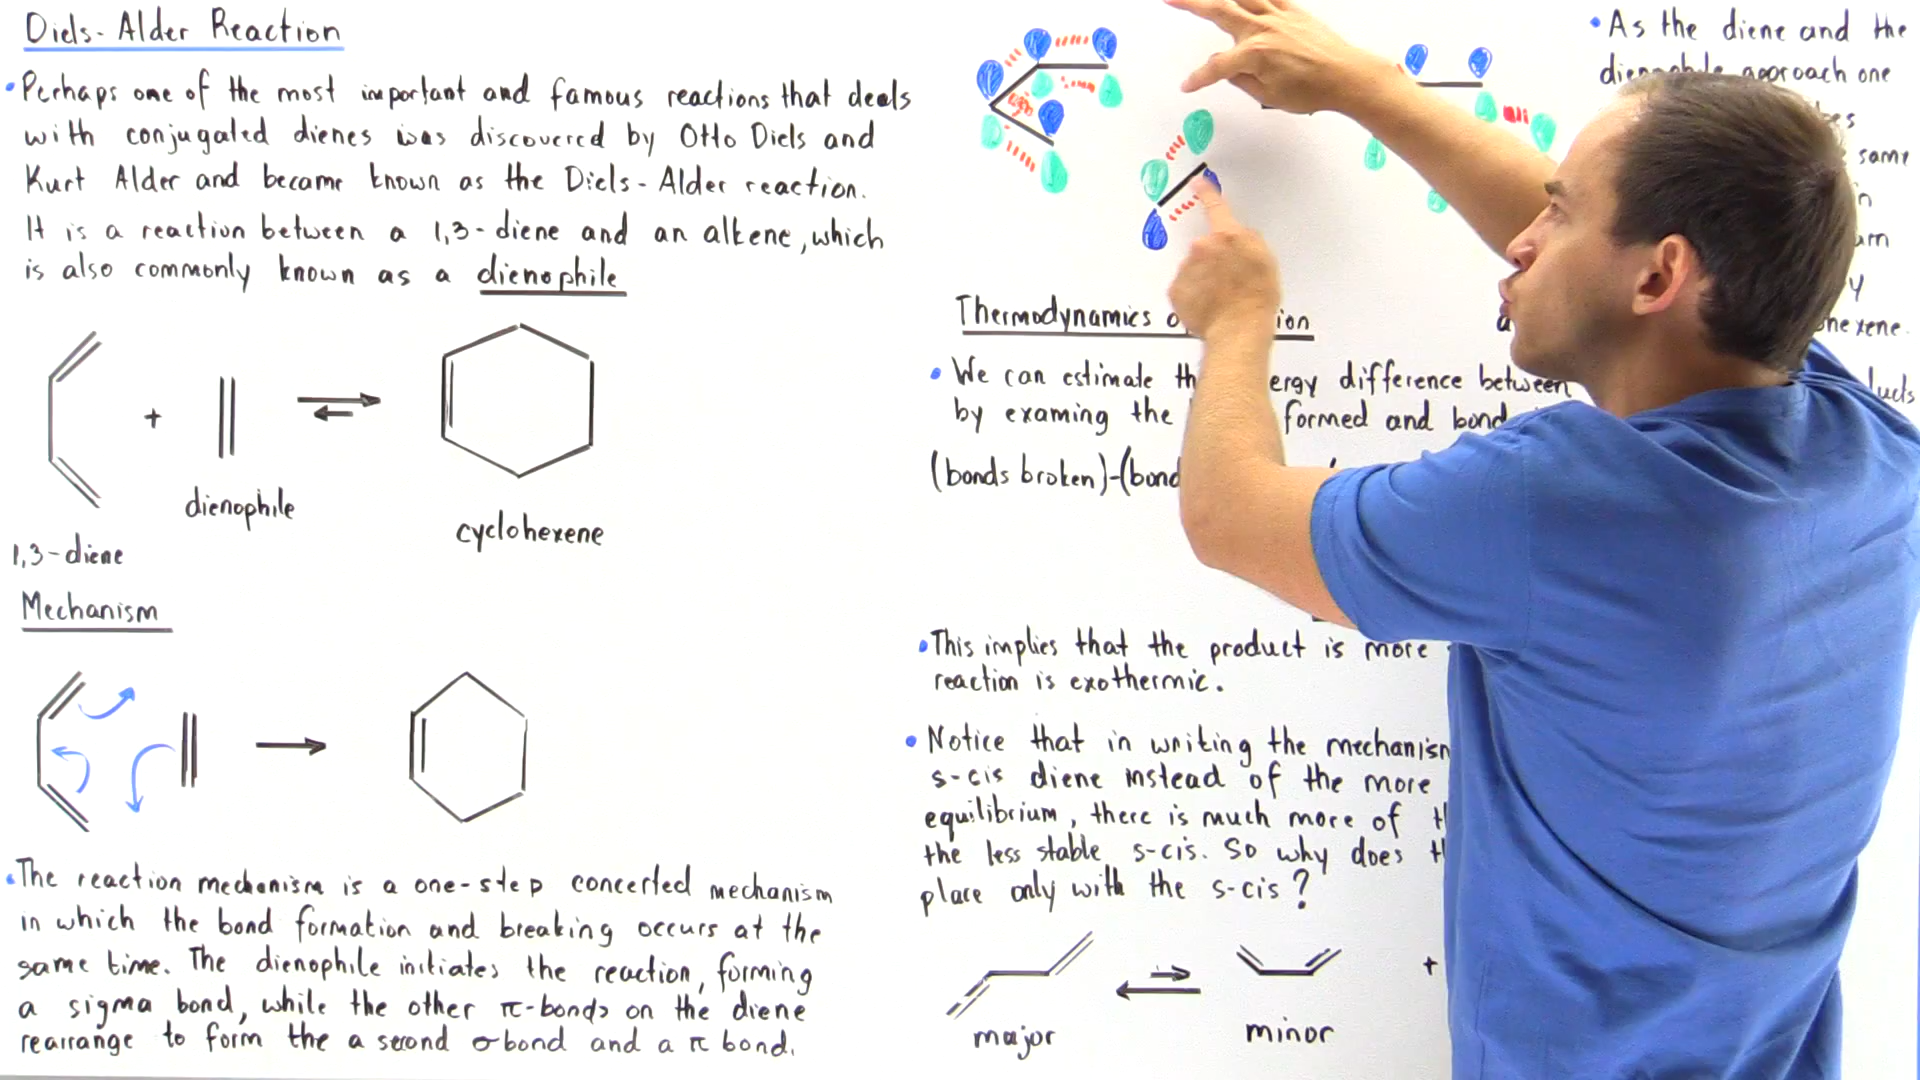 Diels-Alder Reaction
• Perhaps one of the most important and famous reactions that deals
with conjugated dienes was discovered by Otto Diels and
Kurt Alder and became known as the Diels-Alder reaction.
It is a reaction between a 1,3-diene and an alkene, which
is also commonly known as a dienophile
+
dienophile
cyclohexene
1,3-diene
Mechanism
• The reaction mechanism is a one-step concerted mechanism
in which the bond formation and breaking occurs at the
same time. The dienophile initiates the reaction, forming
a sigma bond, while the other π-bonds on the diene
rearrange to form the a second σ bond and a π bond.
Thermodynamics
• We can estimate difference between
by examing the formed and bond
(bonds broken)-(bond
• This implies that the product is more
reaction is exothermic.
• Notice that in writing the mechanism
s-cis diene instead of the more
equilibrium, there is much more of
the less stable s-cis. So why does
place only with the s-cis?
major
minor
+
• As the diene and the
dienophile approach one
same